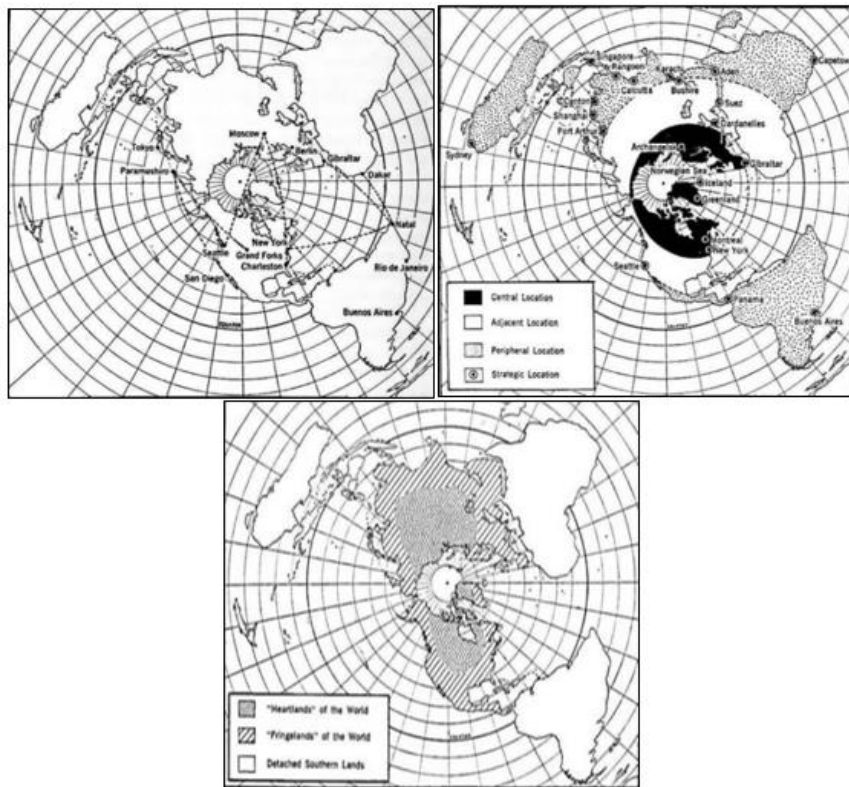 Moscow
Berlin
Gibraltar
Tokyo
Dakar
Paramushiro
Natal
New York
Seattle
Grand Forks
Charleston
Rio de Janeiro
San Diego
Buenos Aires
Singapore
Rangoon
Karachi
Aden
Capetown
Calcutta
Bushire
Canton
Suez
Shanghai
Dardanelles
Port Arthur
Archangel
Sydney
Gibraltar
Norwegian Sea
Iceland
Greenland
Montreal
New York
Seattle
Panama
Buenos Aires
Central Location
Adjacent Location
Peripheral Location
Strategic Location
"Heartlands" of the World
"Fringelands" of the World
Detached Southern Lands